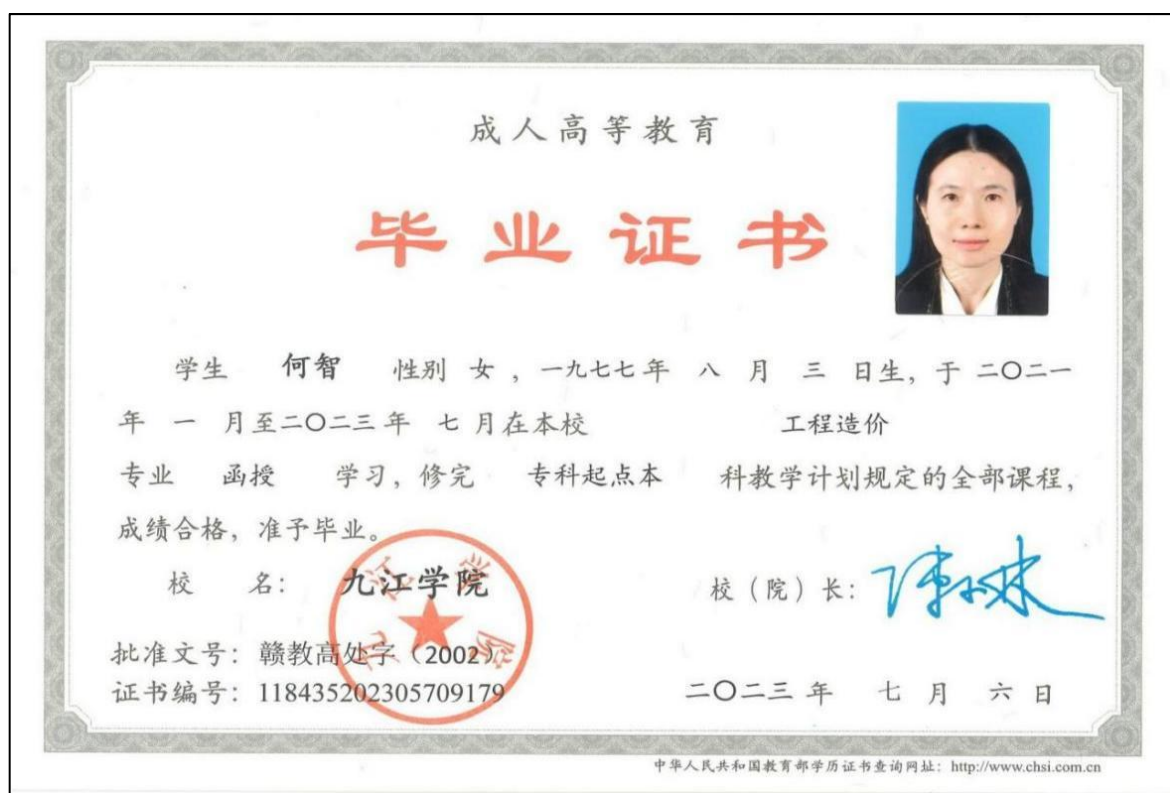 成人高等教育
毕业证书
学生 何智 性别 女，一九七七年 八 月 三 日生，于 二〇二一
年 一 月至二〇二三年 七 月在本校 工程造价
专业 函授 学习，修完 专科起点本 科教学计划规定的全部课程，
成绩合格，准予毕业。
校 名： 九江学院
九江学院
校（院）长：
批准文号：赣教高处字（2002）
证书编号：118435202305709179
二〇二三年 七 月 六 日
中华人民共和国教育部学历证书查询网址：http://www.chsi.com.cn